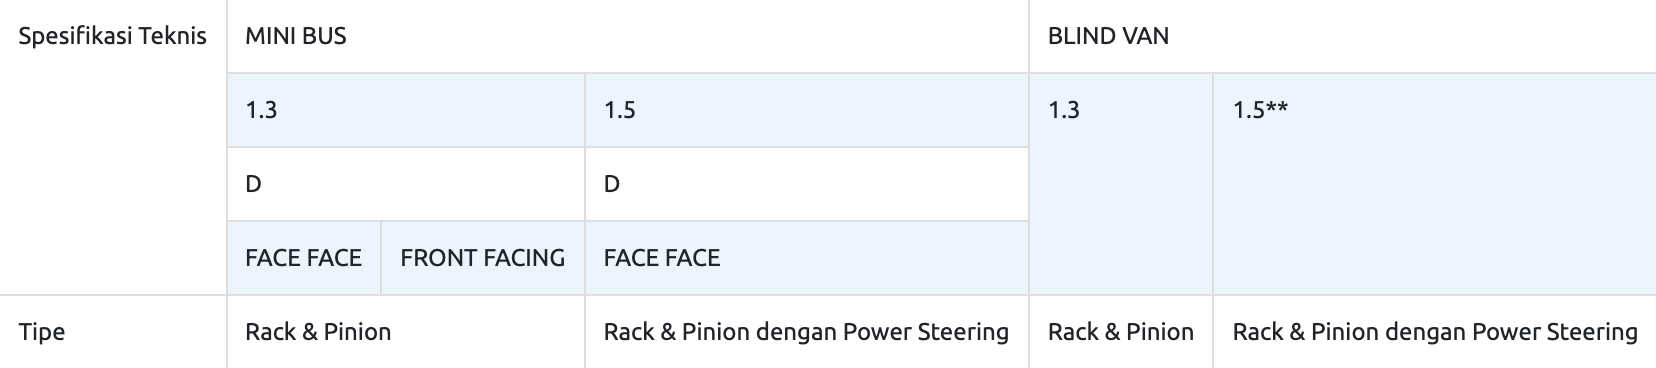 Spesifikasi Teknis MINI BUS BLIND VAN
1.3 1.5 1.3 1.5**
D D
FACE FACE FRONT FACING FACE FACE
Tipe Rack & Pinion Rack & Pinion dengan Power Steering Rack & Pinion Rack & Pinion dengan Power Steering